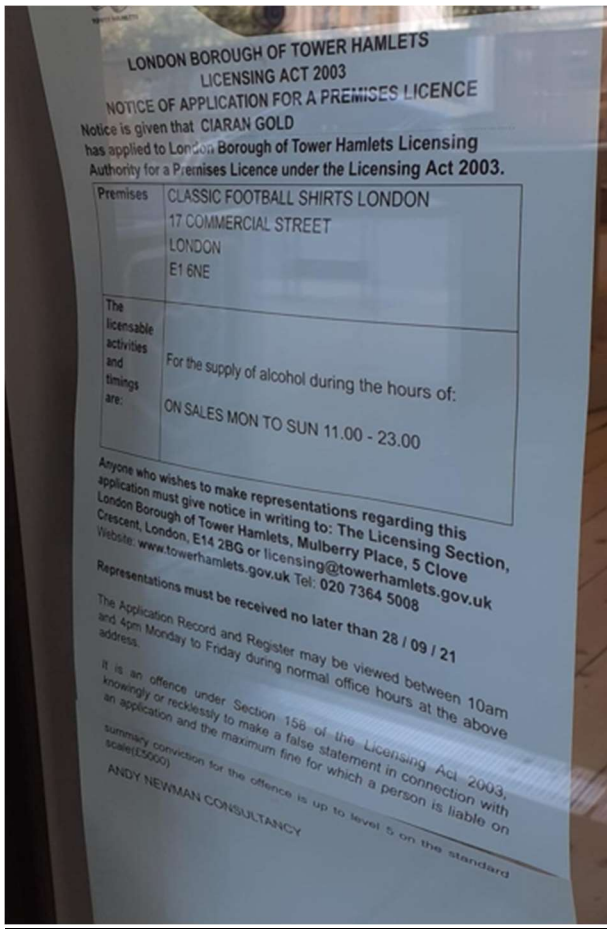 TOWER HAMLETS
LONDON BOROUGH OF TOWER HAMLETS
LICENSING ACT 2003
NOTICE OF APPLICATION FOR A PREMISES LICENCE
Notice is given that CIARAN GOLD
has applied to London Borough of Tower Hamlets Licensing
Authority for a Premises Licence under the Licensing Act 2003.
Premises CLASSIC FOOTBALL SHIRTS LONDON
17 COMMERCIAL STREET
LONDON
E1 6NE
The
licensable
activities
and
timings
are:
For the supply of alcohol during the hours of:
ON SALES MON TO SUN 11.00 - 23.00
Anyone who wishes to make representations regarding this
application must give notice in writing to: The Licensing Section,
London Borough of Tower Hamlets, Mulberry Place, 5 Clove
Crescent, London, E14 2BG or licensing@towerhamlets.gov.uk
Website: www.towerhamlets.gov.uk Tel: 020 7364 5008
Representations must be received no later than 28 / 09 / 21
The Application Record and Register may be viewed between 10am
and 4pm Monday to Friday during normal office hours at the above
address.
It is an offence under Section 158 of the Licensing Act 2003,
knowingly or recklessly to make a false statement in connection with
an application and the maximum fine for which a person is liable on
summary conviction for the offence is up to level 5 on the standard
scale(£5000)
ANDY NEWMAN CONSULTANCY